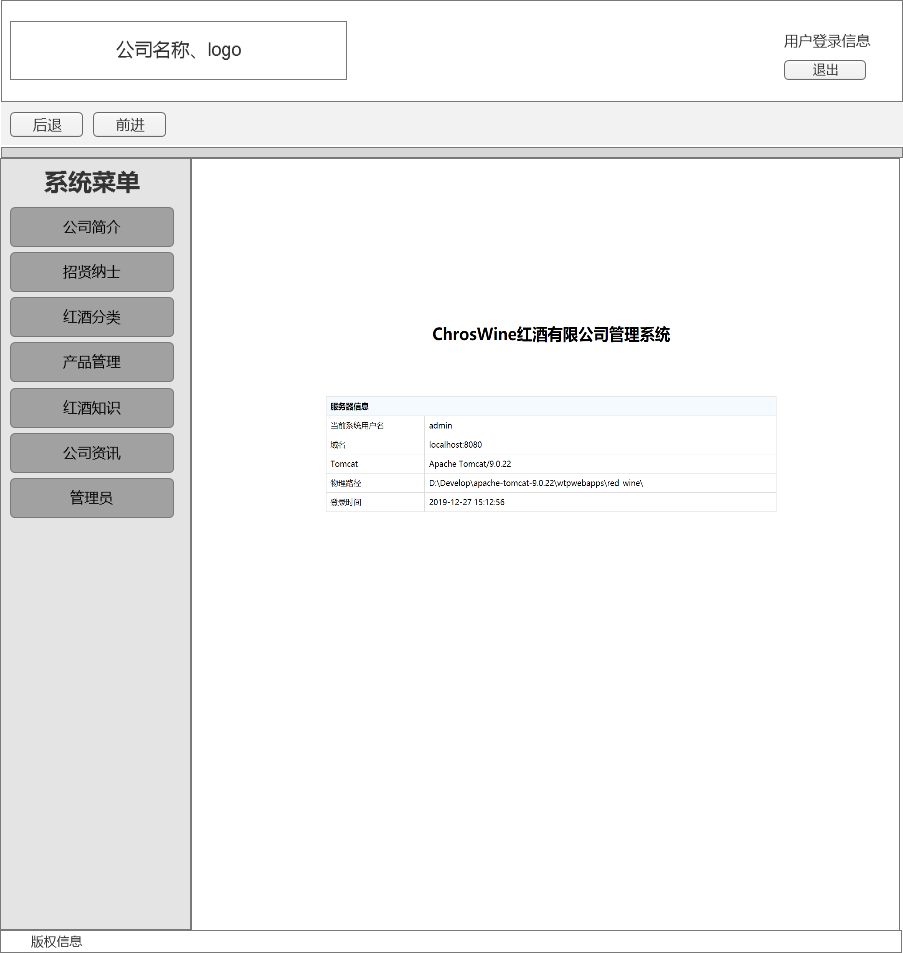 公司名称、logo
用户登录信息
退出
后退 前进
系统菜单
公司简介
招贤纳士
红酒分类
产品管理
红酒知识
公司资讯
管理员
ChrosWine红酒有限公司管理系统
服务器信息
当前系统用户名 admin
域名 localhost:8080
Tomcat Apache Tomcat/9.0.22
物理路径 D:\Develop\apache-tomcat-9.0.22\wtpwebapps\red_wine\
登录时间 2019-12-27 15:12:56
版权信息